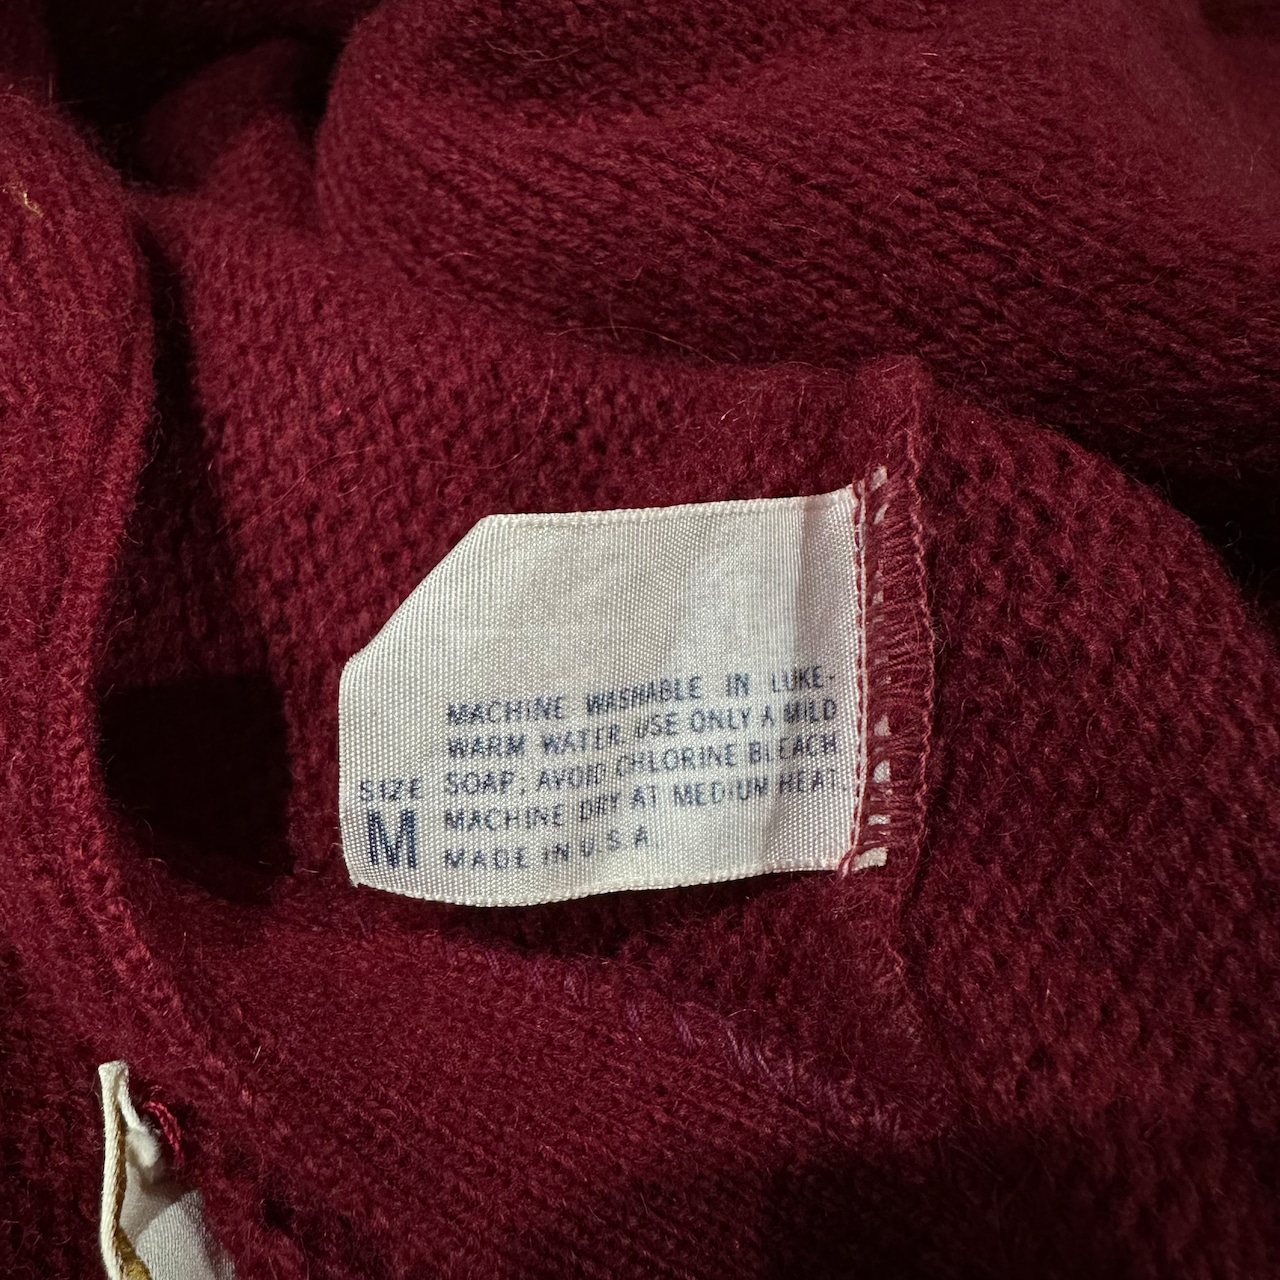 MACHINE WASHABLE IN LUKE-
WARM WATER. USE ONLY A MILD
SOAP; AVOID CHLORINE BLEACH.
MACHINE DRY AT MEDIUM HEAT.
MADE IN U.S.A.
SIZE
M